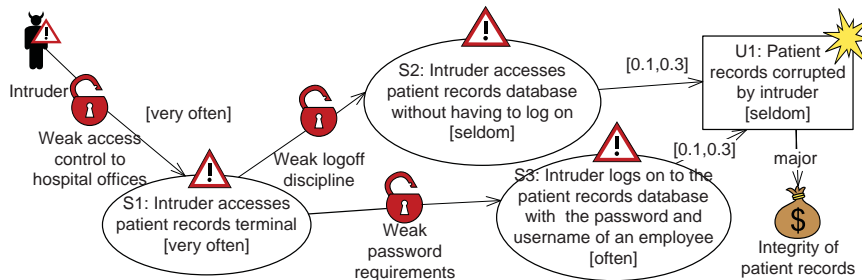 Intruder
Weak access
control to
hospital offices
[very often]
S1: Intruder accesses
patient records terminal
[very often]
Weak logoff
discipline
Weak
password
requirements
S2: Intruder accesses
patient records database
without having to log on
[seldom]
[0.1,0.3]
S3: Intruder logs on to the
patient records database
with the password and
username of an employee
[often]
[0.1,0.3]
U1: Patient
records corrupted
by intruder
[seldom]
major
$
Integrity of
patient records